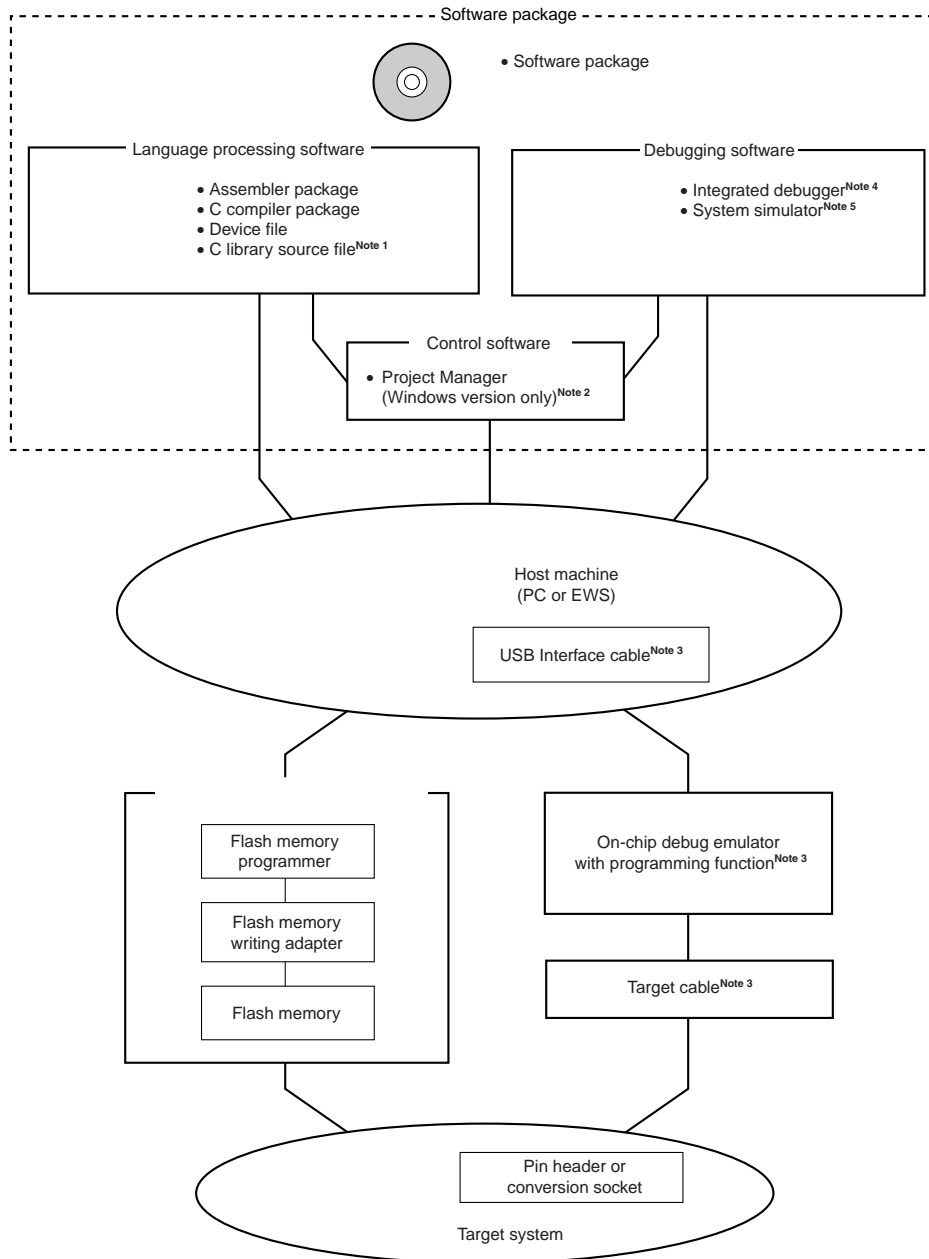 Software package
• Software package
Language processing software
• Assembler package
• C compiler package
• Device file
• C library source fileNote 1
Debugging software
• Integrated debuggerNote 4
• System simulatorNote 5
Control software
• Project Manager
(Windows version only)Note 2
Host machine
(PC or EWS)
USB Interface cableNote 3
Flash memory
programmer
Flash memory
writing adapter
Flash memory
On-chip debug emulator
with programming functionNote 3
Target cableNote 3
Pin header or
conversion socket
Target system